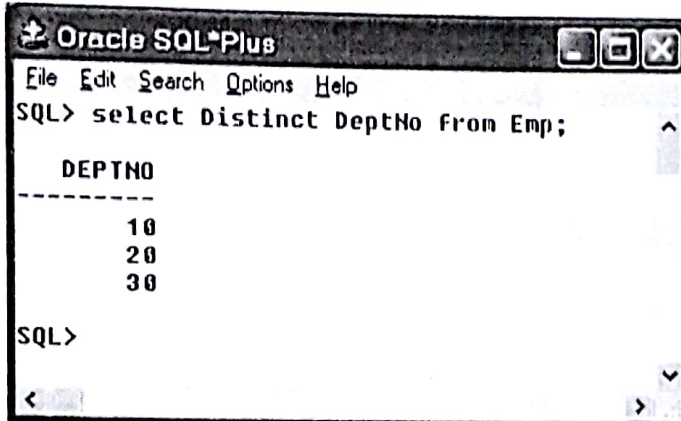 Oracle SQL*Plus
File Edit Search Options Help
SQL> select Distinct DeptNo from Emp;
DEPTNO
----------
10
20
30
SQL>